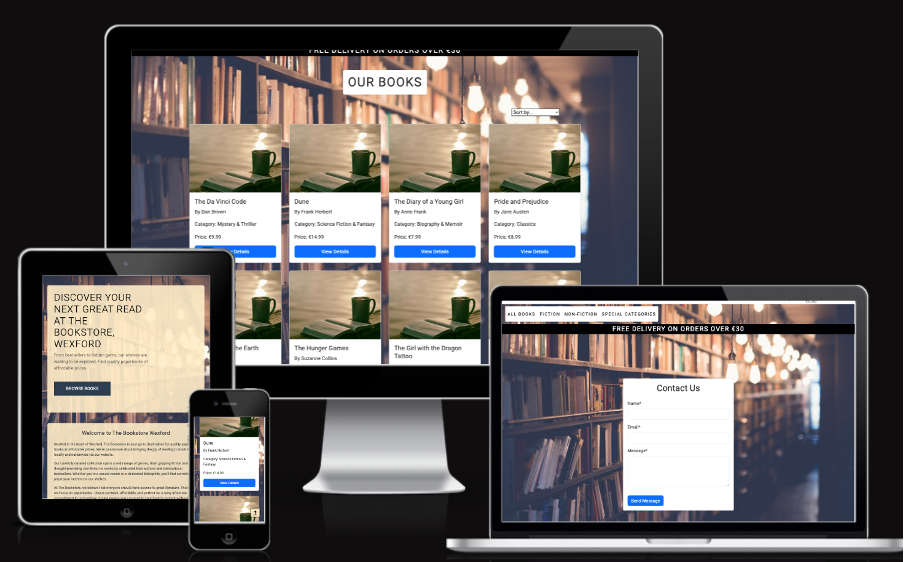 FREE DELIVERY ON ORDERS OVER €30
OUR BOOKS
Sort by...
The Da Vinci Code
By Dan Brown
Category: Mystery & Thriller
Price: €9.99
View Details
Dune
By Frank Herbert
Category: Science Fiction & Fantasy
Price: €14.99
View Details
The Diary of a Young Girl
By Anne Frank
Category: Biography & Memoir
Price: €7.99
View Details
Pride and Prejudice
By Jane Austen
Category: Classics
Price: €8.99
View Details
the Earth
The Hunger Games
By Suzanne Collins
The Girl with the Dragon
Tattoo
DISCOVER YOUR
NEXT GREAT READ
AT THE
BOOKSTORE,
WEXFORD
From bestsellers to hidden gems, our shelves are
waiting to be explored. Find quality paperbacks at
affordable prices.
BROWSE BOOKS
Welcome to The Bookstore Wexford
Dune
By Frank Herbert
Category: Science Fiction &
Fantasy
Price: €14.99
View Details
ALL BOOKS FICTION NON-FICTION SPECIAL CATEGORIES
FREE DELIVERY ON ORDERS OVER €30
Contact Us
Name*
Email*
Message*
Send Message